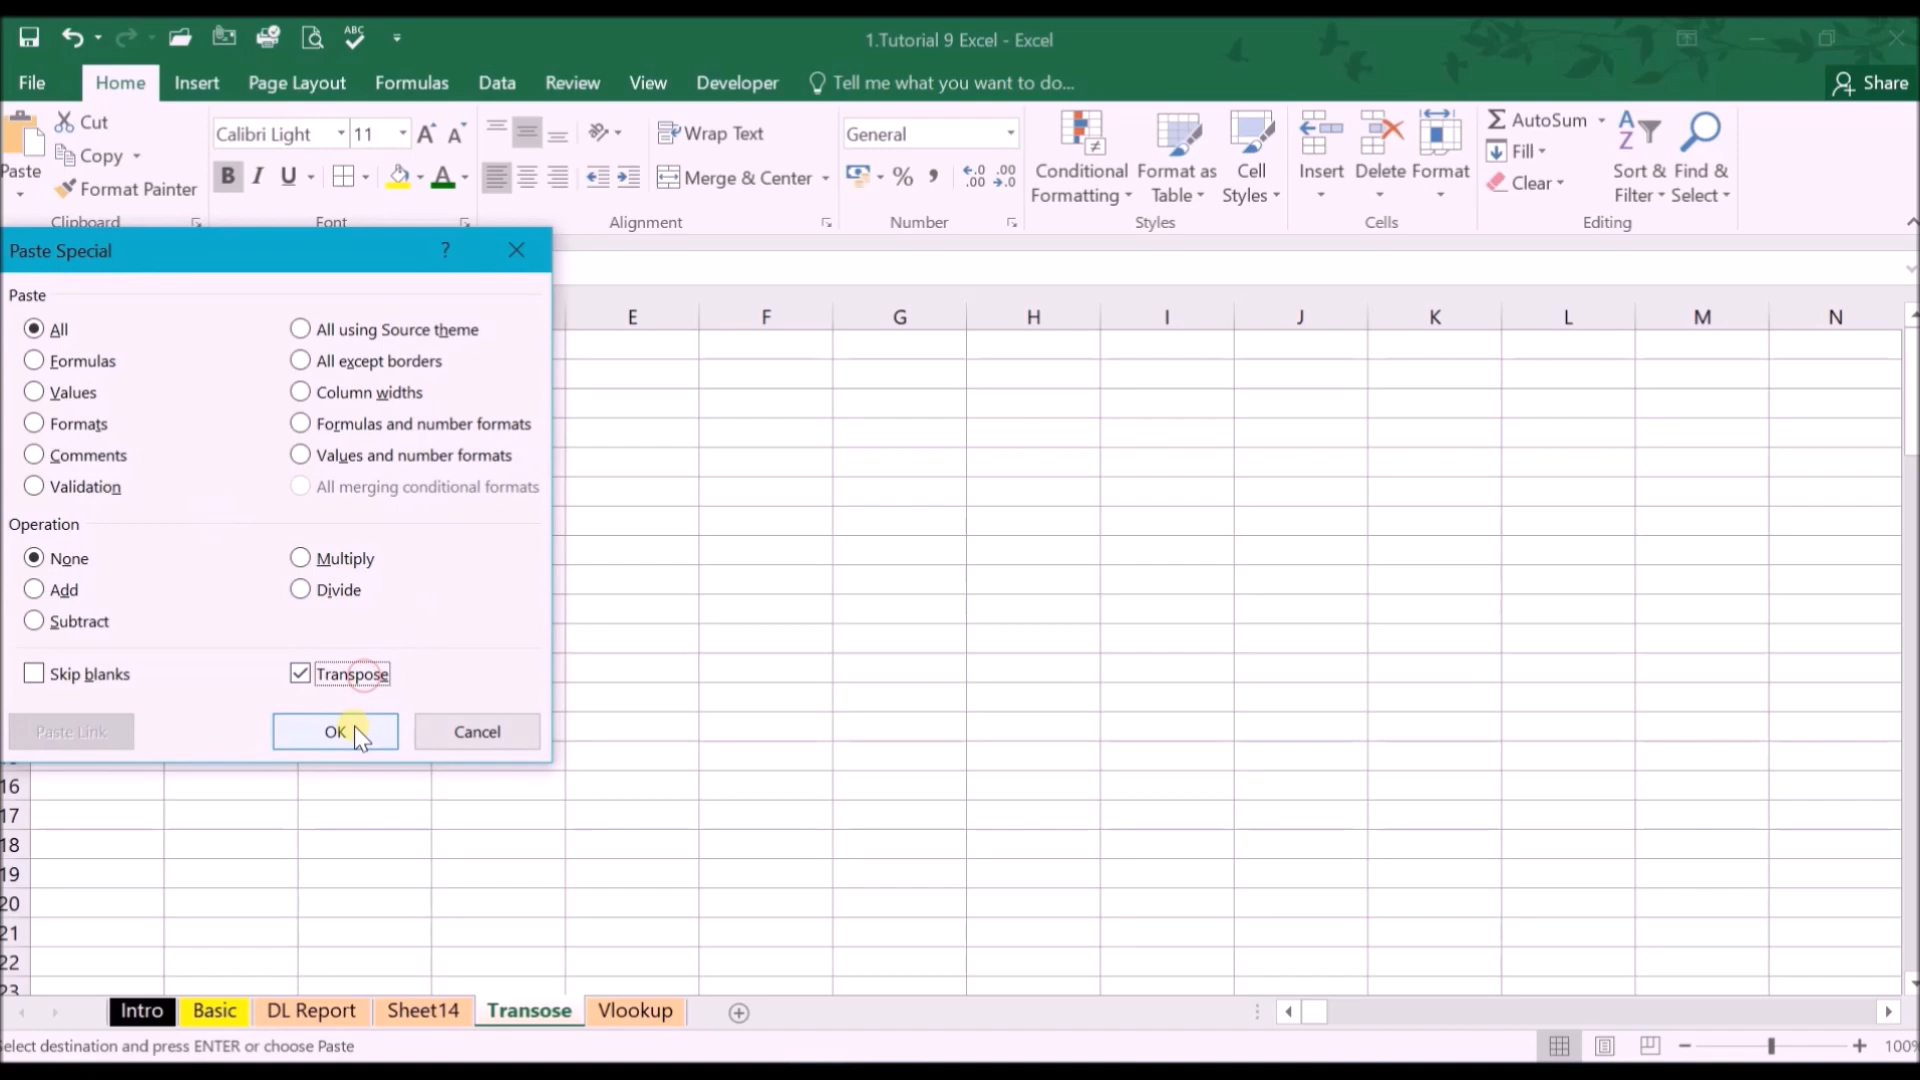 ABC
1.Tutorial 9 Excel - Excel
File Home Insert Page Layout Formulas Data Review View Developer Tell me what you want to do... Share
Paste
Cut
Copy
Format Painter
Clipboard
Calibri Light 11 A A
B I U A
Font
Wrap Text
Merge & Center
Alignment
General
% , .0 .00 .00 .0
Number
Conditional Formatting
Format as Table
Cell Styles
Styles
Insert Delete Format
Cells
Σ AutoSum
Fill
Clear
A Z
Sort & Filter
Find & Select
Editing
Paste Special ?
Paste
All All using Source theme
Formulas All except borders
Values Column widths
Formats Formulas and number formats
Comments Values and number formats
Validation All merging conditional formats
Operation
None Multiply
Add Divide
Subtract
Skip blanks Transpose
Paste Link OK Cancel
E F G H I J K L M N
16
17
18
19
20
21
22
23
Intro Basic DL Report Sheet14 Transose Vlookup
elect destination and press ENTER or choose Paste
100%